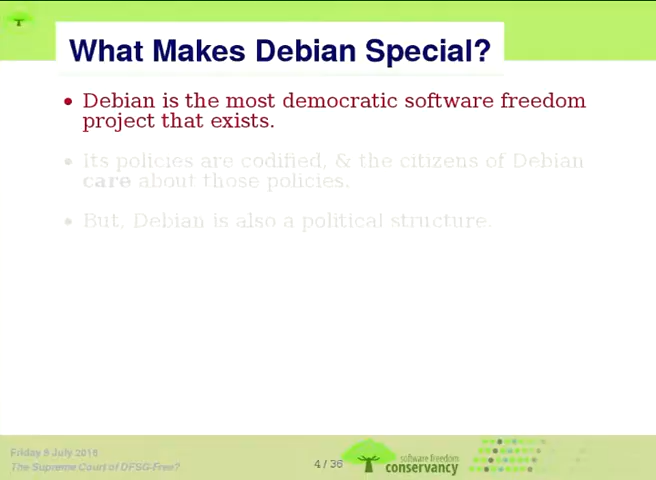 What Makes Debian Special?
• Debian is the most democratic software freedom
project that exists.
• Its policies are codified, & the citizens of Debian
care about those policies.
• But, Debian is also a political structure.
Friday 8 July 2016
The Supreme Court of DFSG-Free?
4 / 36
software freedom
conservancy